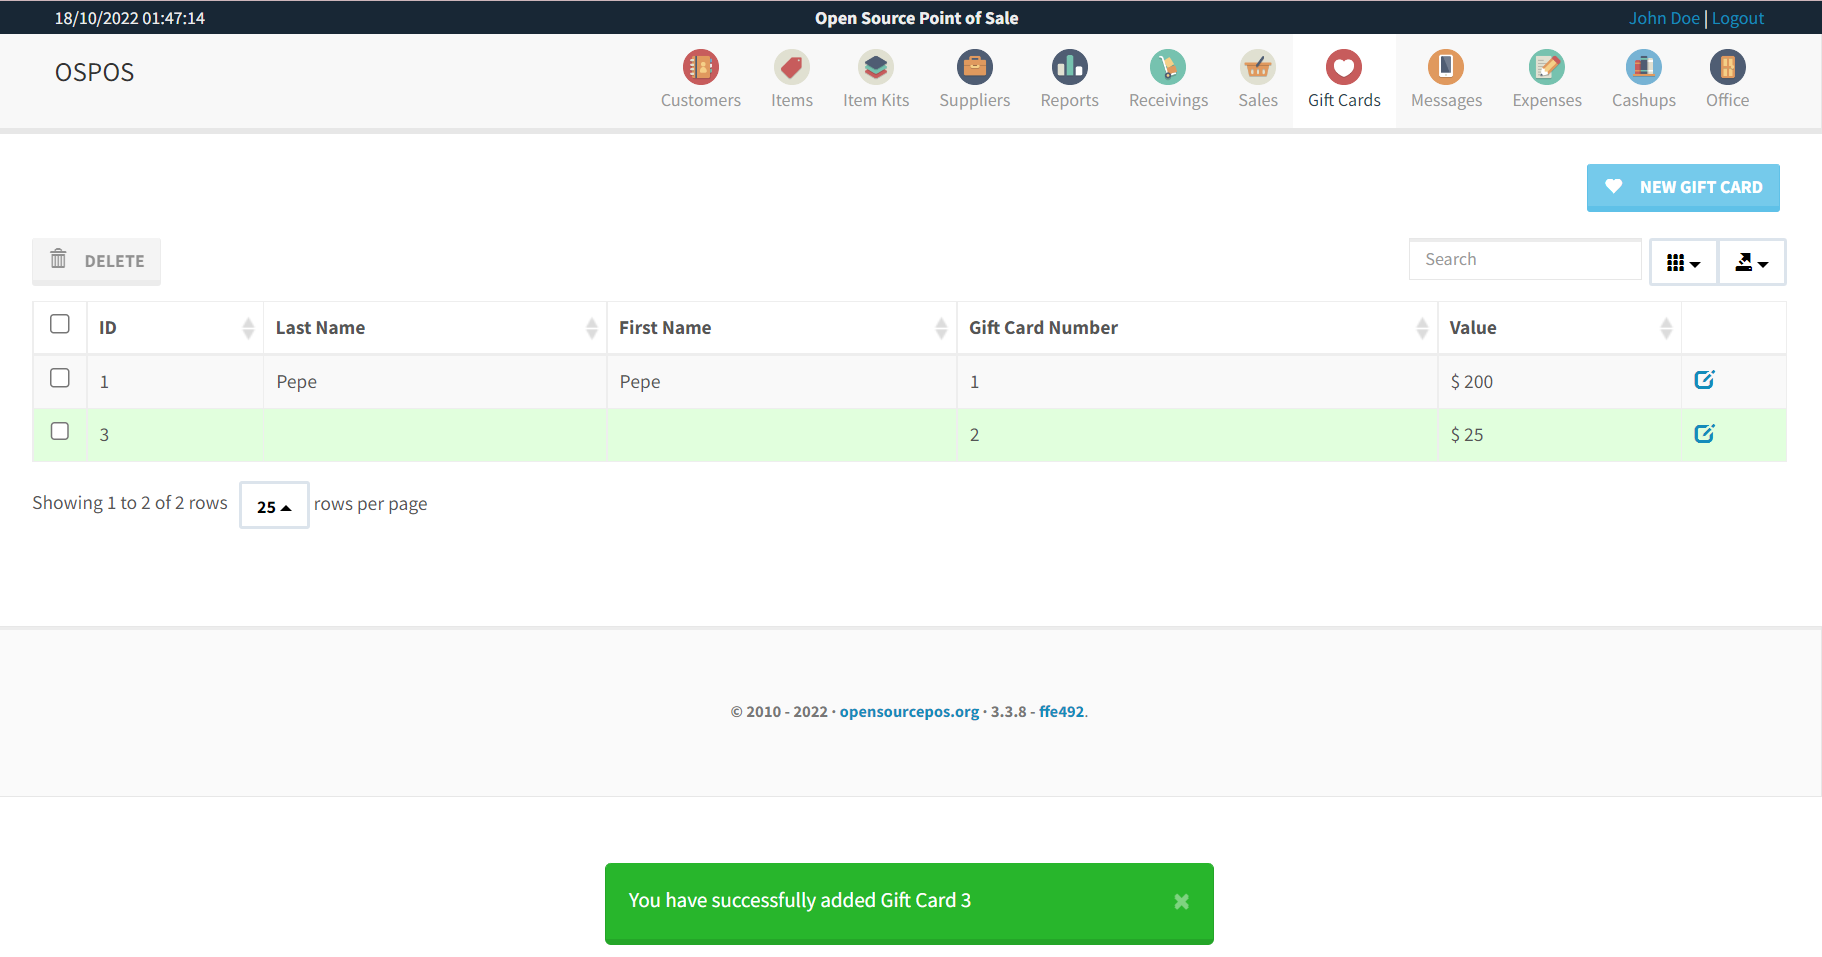 18/10/2022 01:47:14
Open Source Point of Sale
John Doe | Logout
OSPOS
Customers
Items
Item Kits
Suppliers
Reports
Receivings
Sales
Gift Cards
Messages
Expenses
Cashups
Office
NEW GIFT CARD
DELETE
Search
ID Last Name First Name Gift Card Number Value
1 Pepe Pepe 1 $ 200
3 2 $ 25
Showing 1 to 2 of 2 rows 25 rows per page
© 2010 - 2022 · opensourcepos.org · 3.3.8 - ffe492.
You have successfully added Gift Card 3